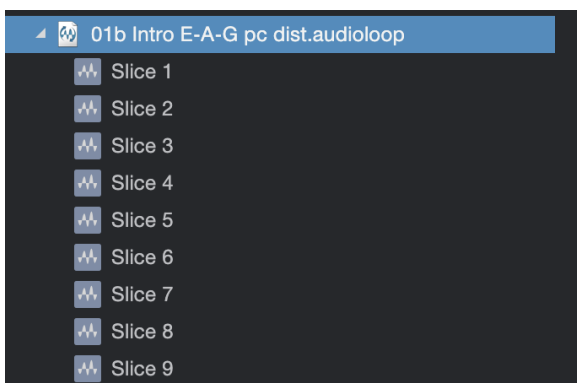 01b Intro E-A-G pc dist.audioloop
Slice 1
Slice 2
Slice 3
Slice 4
Slice 5
Slice 6
Slice 7
Slice 8
Slice 9